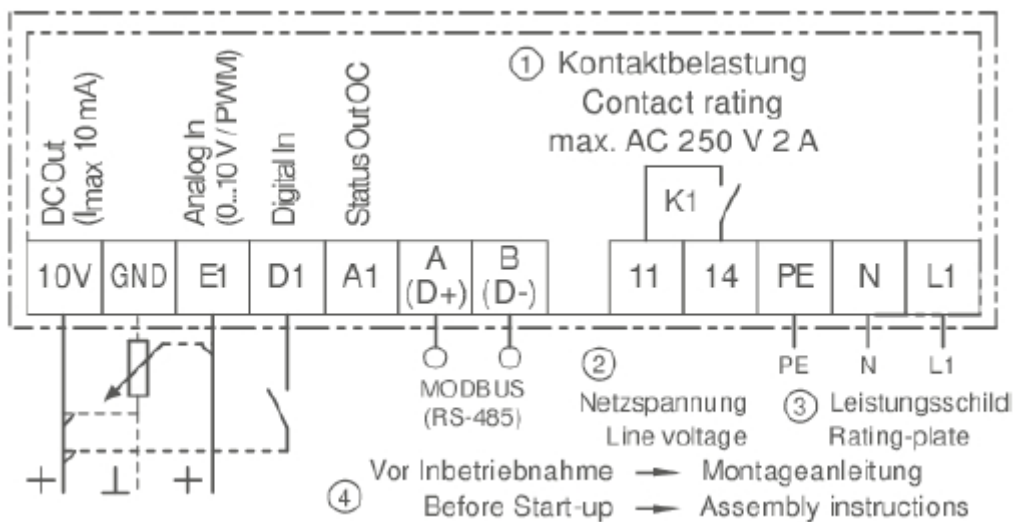 ① Kontaktbelastung
Contact rating
max. AC 250 V 2 A
DC Out
(Imax 10 mA)
Analog In
(0...10 V / PWM)
Digital In
Status Out OC
K1
10V GND E1 D1 A1 A (D+) B (D-) 11 14 PE N L1
MODBUS
(RS-485)
PE N L1
② Netzspannung
Line voltage
③ Leistungsschild
Rating-plate
④ Vor Inbetriebnahme → Montageanleitung
Before Start-up → Assembly instructions
+ ⊥ +